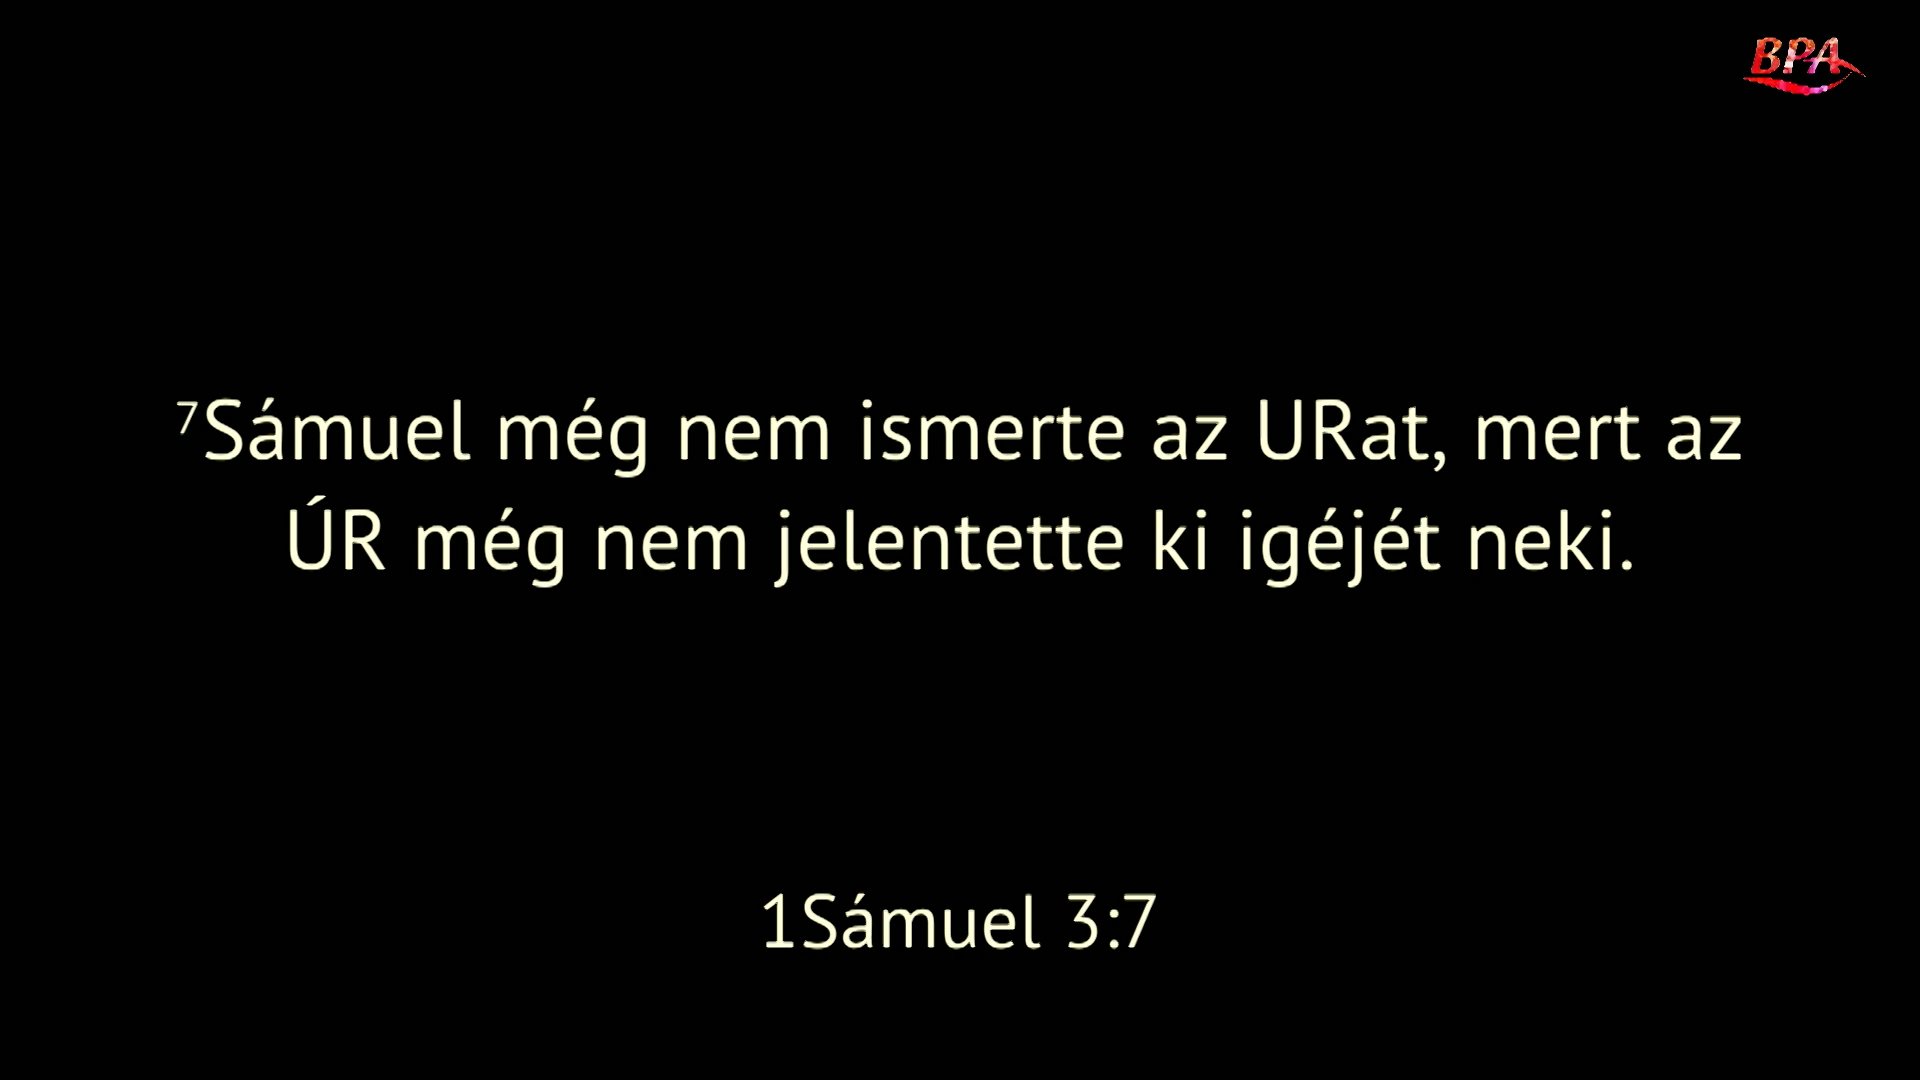 BPA
⁷Sámuel még nem ismerte az URat, mert az
ÚR még nem jelentette ki igéjét neki.
1Sámuel 3:7